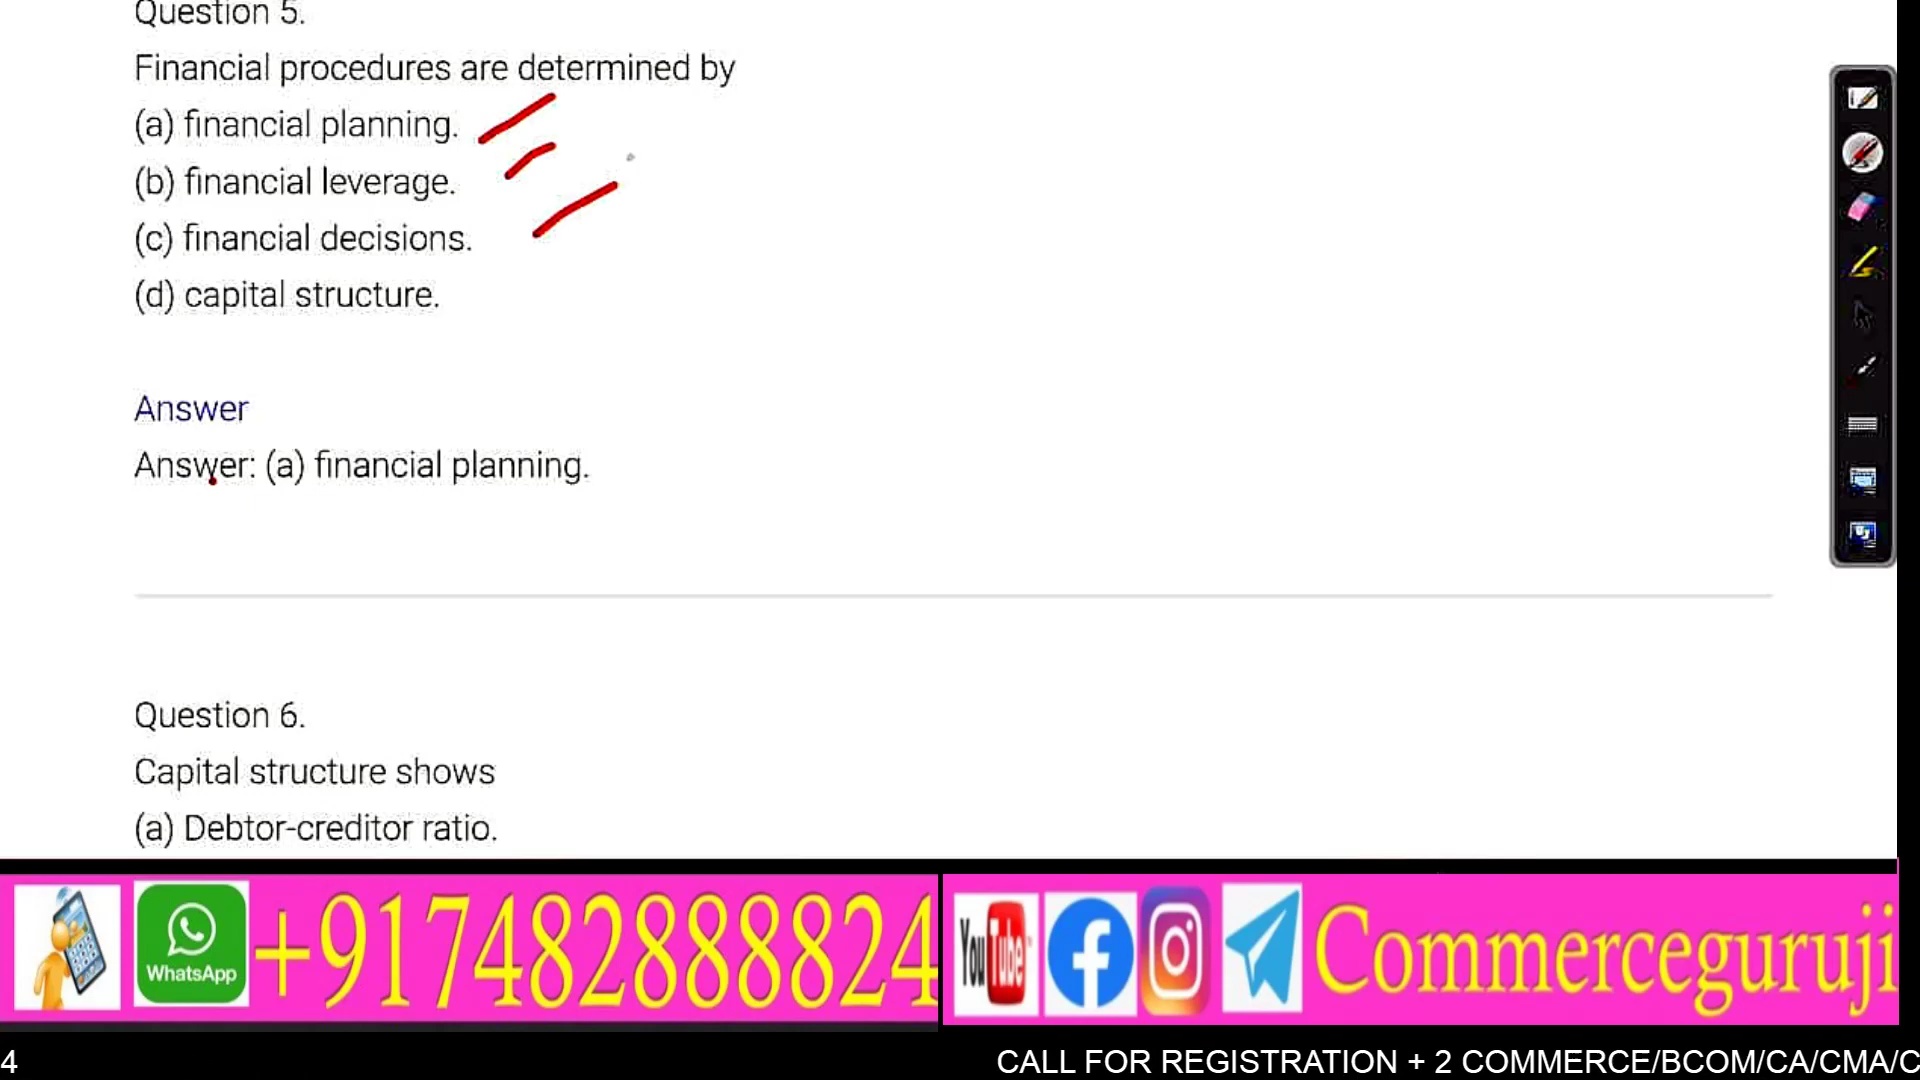 Question 5.
Financial procedures are determined by
(a) financial planning.
(b) financial leverage.
(c) financial decisions.
(d) capital structure.
Answer
Answer: (a) financial planning.
Question 6.
Capital structure shows
(a) Debtor-creditor ratio.
WhatsApp
+917482888824
YouTube
Commerceguruji
4
CALL FOR REGISTRATION + 2 COMMERCE/BCOM/CA/CMA/C